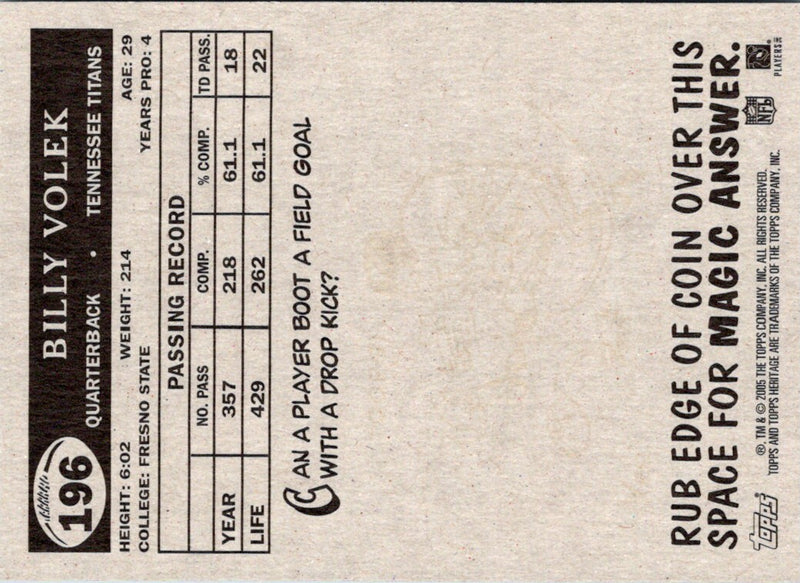 196
BILLY VOLEK
QUARTERBACK • TENNESSEE TITANS
HEIGHT: 6:02 WEIGHT: 214 AGE: 29
COLLEGE: FRESNO STATE YEARS PRO: 4
PASSING RECORD
NO. PASS COMP. % COMP. TD PASS.
YEAR 357 218 61.1 18
LIFE 429 262 61.1 22
CAN A PLAYER BOOT A FIELD GOAL
WITH A DROP KICK?
RUB EDGE OF COIN OVER THIS
SPACE FOR MAGIC ANSWER.
Topps
®, TM & © 2005 THE TOPPS COMPANY, INC. ALL RIGHTS RESERVED.
TOPPS AND TOPPS HERITAGE ARE TRADEMARKS OF THE TOPPS COMPANY, INC.
NFL
PLAYERS INC